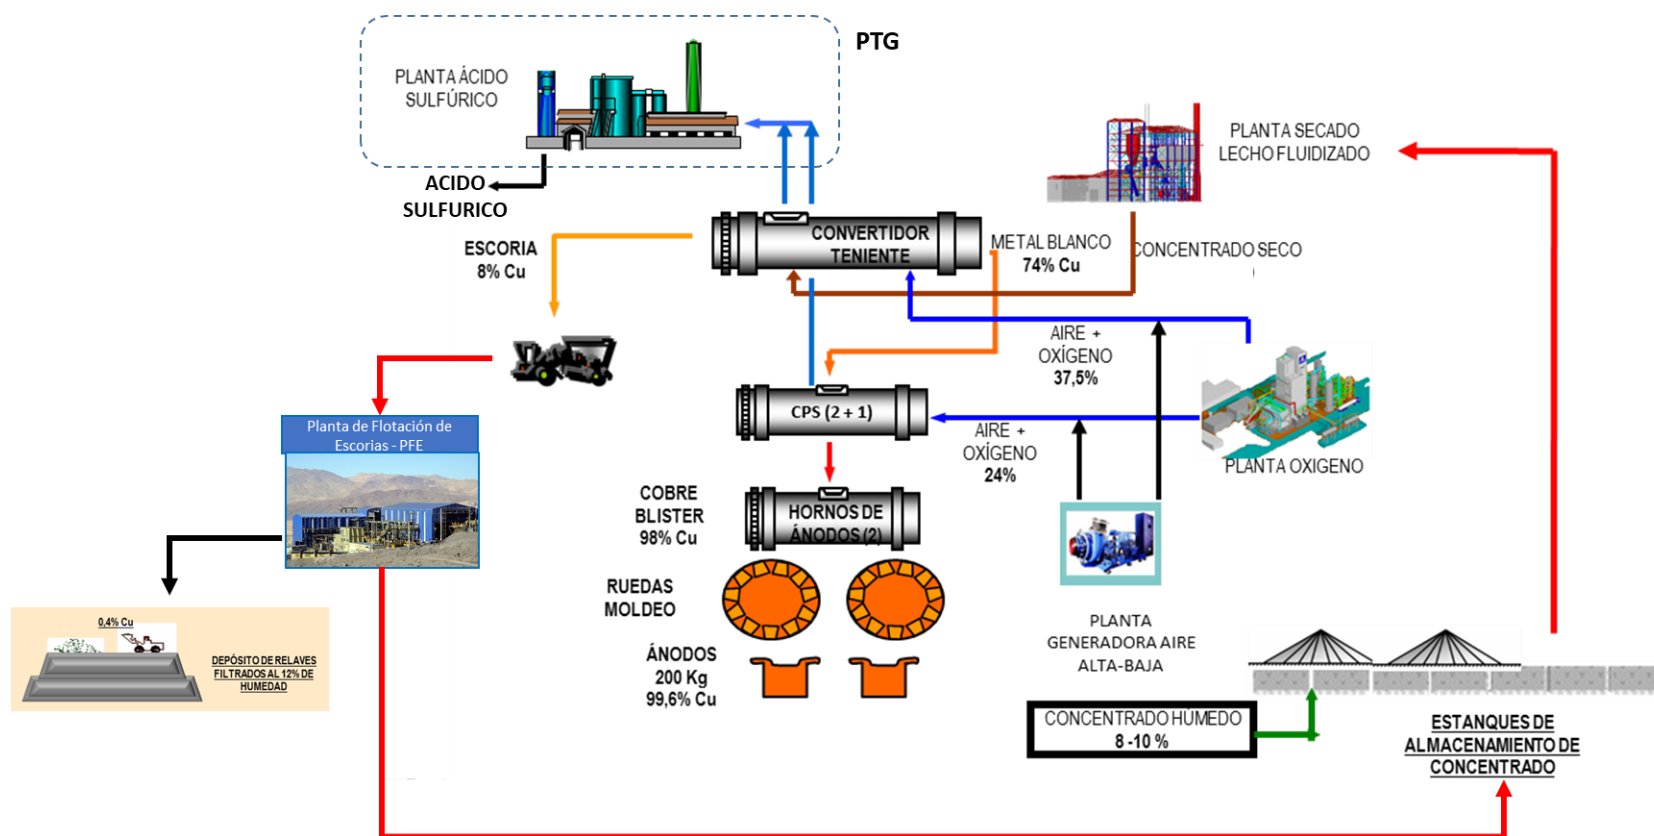 PTG
PLANTA ÁCIDO
SULFÚRICO
ACIDO
SULFURICO
PLANTA SECADO
LECHO FLUIDIZADO
ESCORIA
8% Cu
CONVERTIDOR
TENIENTE
METAL BLANCO
74% Cu
CONCENTRADO SECO
AIRE +
OXÍGENO
37,5%
CPS (2 + 1)
AIRE +
OXÍGENO
24%
PLANTA OXIGENO
Planta de Flotación de
Escorias - PFE
COBRE
BLISTER
98% Cu
HORNOS DE
ÁNODOS (2)
RUEDAS
MOLDEO
ÁNODOS
200 Kg
99,6% Cu
PLANTA
GENERADORA AIRE
ALTA-BAJA
0,4% Cu
DEPÓSITO DE RELAVES
FILTRADOS AL 12% DE
HUMEDAD
CONCENTRADO HÚMEDO
8 -10 %
ESTANQUES DE
ALMACENAMIENTO DE
CONCENTRADO